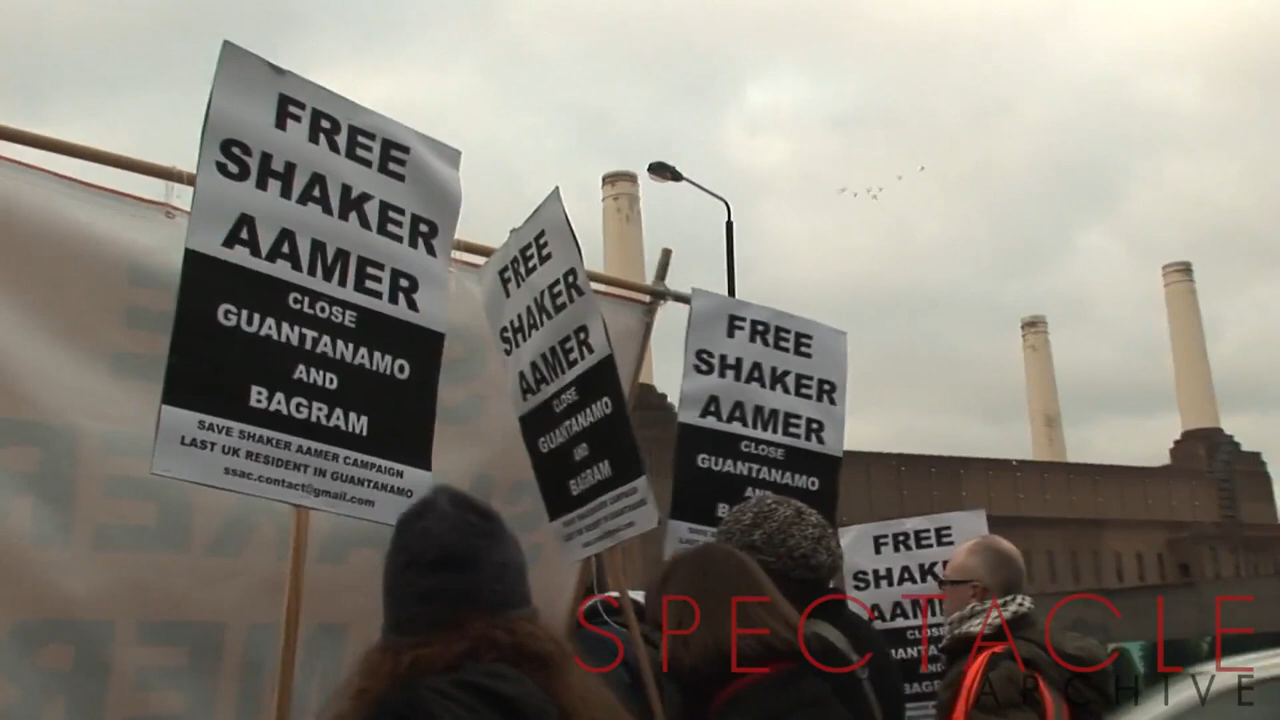 FREE
SHAKER
AAMER
CLOSE
GUANTANAMO
AND
BAGRAM
SAVE SHAKER AAMER CAMPAIGN
LAST UK RESIDENT IN GUANTANAMO
ssac.contact@gmail.com
FREE
SHAKER
AAMER
CLOSE
GUANTANAMO
AND
BAGRAM
FREE
SHAKER
AAMER
CLOSE
GUANTANAMO
FREE
SPECTACLE
ARCHIVE